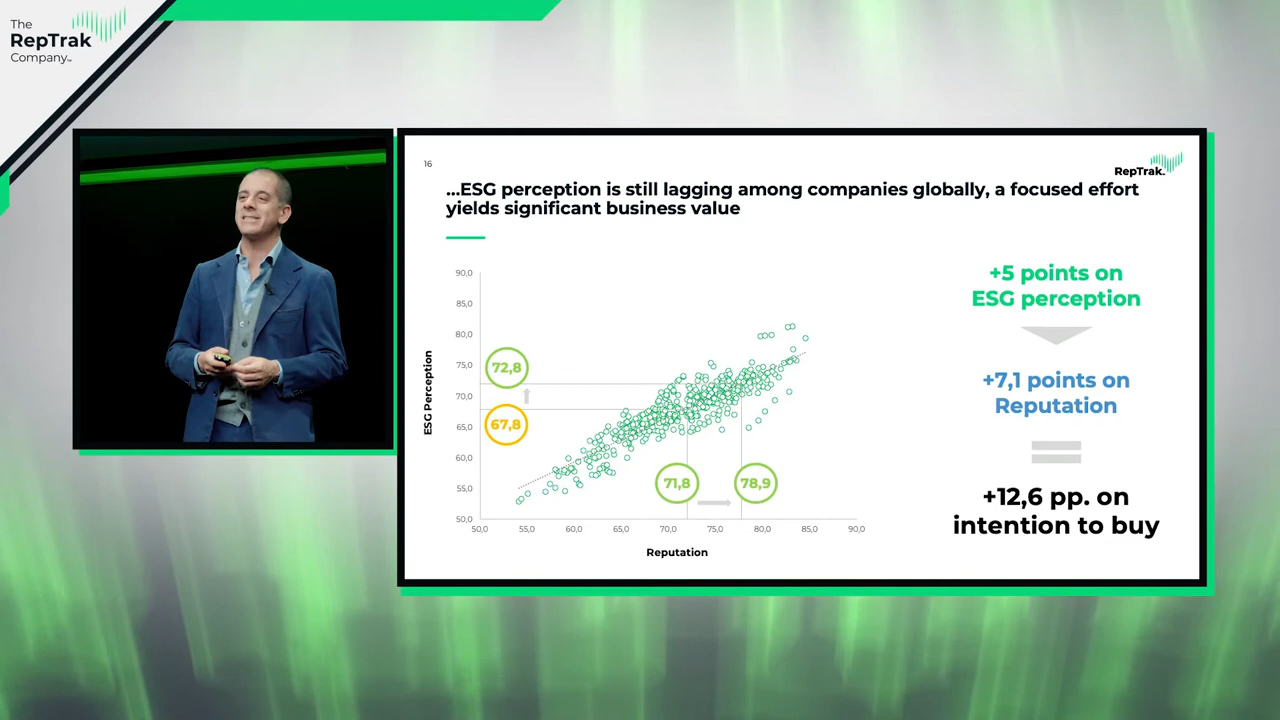 The
RepTrak
Company™
16
RepTrak.
...ESG perception is still lagging among companies globally, a focused effort
yields significant business value
90,0
85,0
80,0
75,0
70,0
65,0
60,0
55,0
50,0
ESG Perception
72,8
67,8
71,8
78,9
50,0 55,0 60,0 65,0 70,0 75,0 80,0 85,0 90,0
Reputation
+5 points on
ESG perception
+7,1 points on
Reputation
+12,6 pp. on
intention to buy